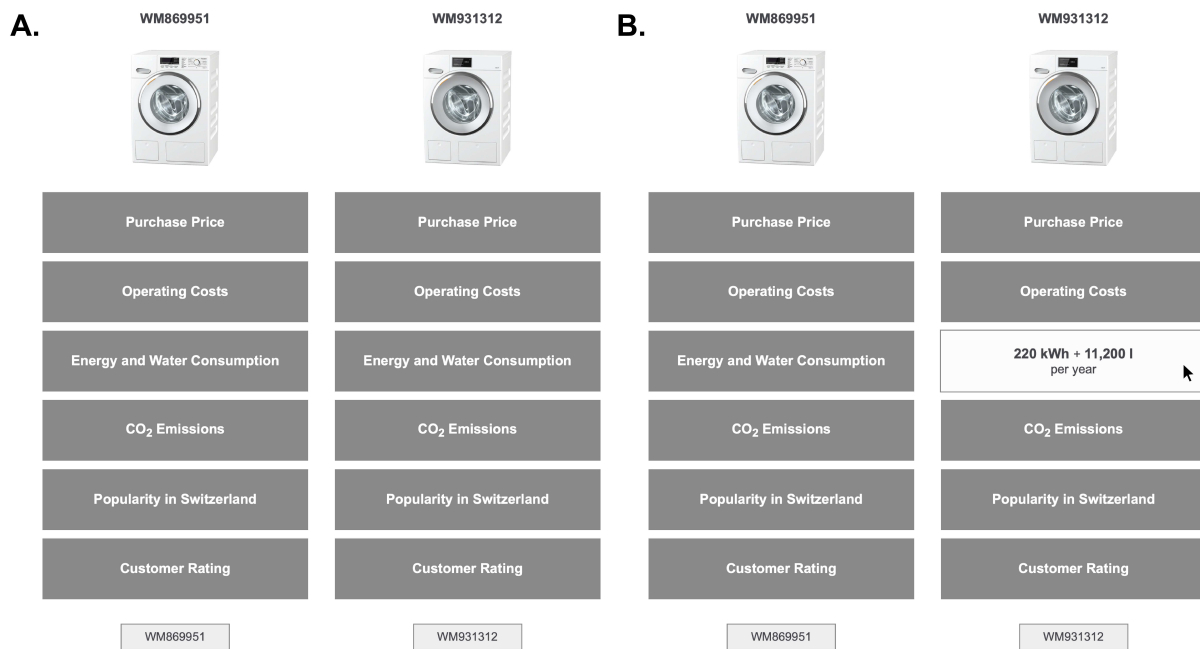 A.
WM869951
WM931312
Purchase Price
Purchase Price
Operating Costs
Operating Costs
Energy and Water Consumption
Energy and Water Consumption
CO₂ Emissions
CO₂ Emissions
Popularity in Switzerland
Popularity in Switzerland
Customer Rating
Customer Rating
WM869951
WM931312
B.
WM869951
WM931312
Purchase Price
Purchase Price
Operating Costs
Operating Costs
Energy and Water Consumption
220 kWh + 11,200 l
per year
CO₂ Emissions
CO₂ Emissions
Popularity in Switzerland
Popularity in Switzerland
Customer Rating
Customer Rating
WM869951
WM931312